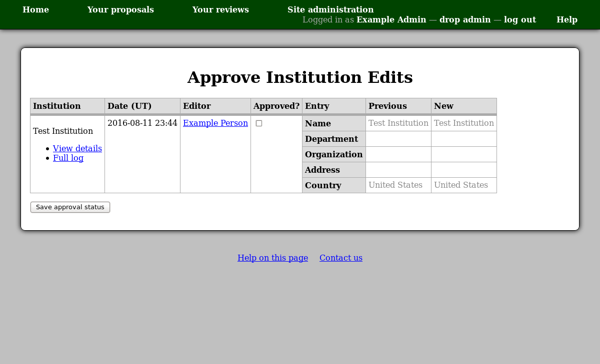 Home Your proposals Your reviews Site administration
Logged in as Example Admin — drop admin — log out Help
Approve Institution Edits
Institution Date (UT) Editor Approved? Entry Previous New
Test Institution 2016-08-11 23:44 Example Person Name Test Institution Test Institution
Department
View details
Full log
Organization
Address
Country United States United States
Save approval status
Help on this page Contact us